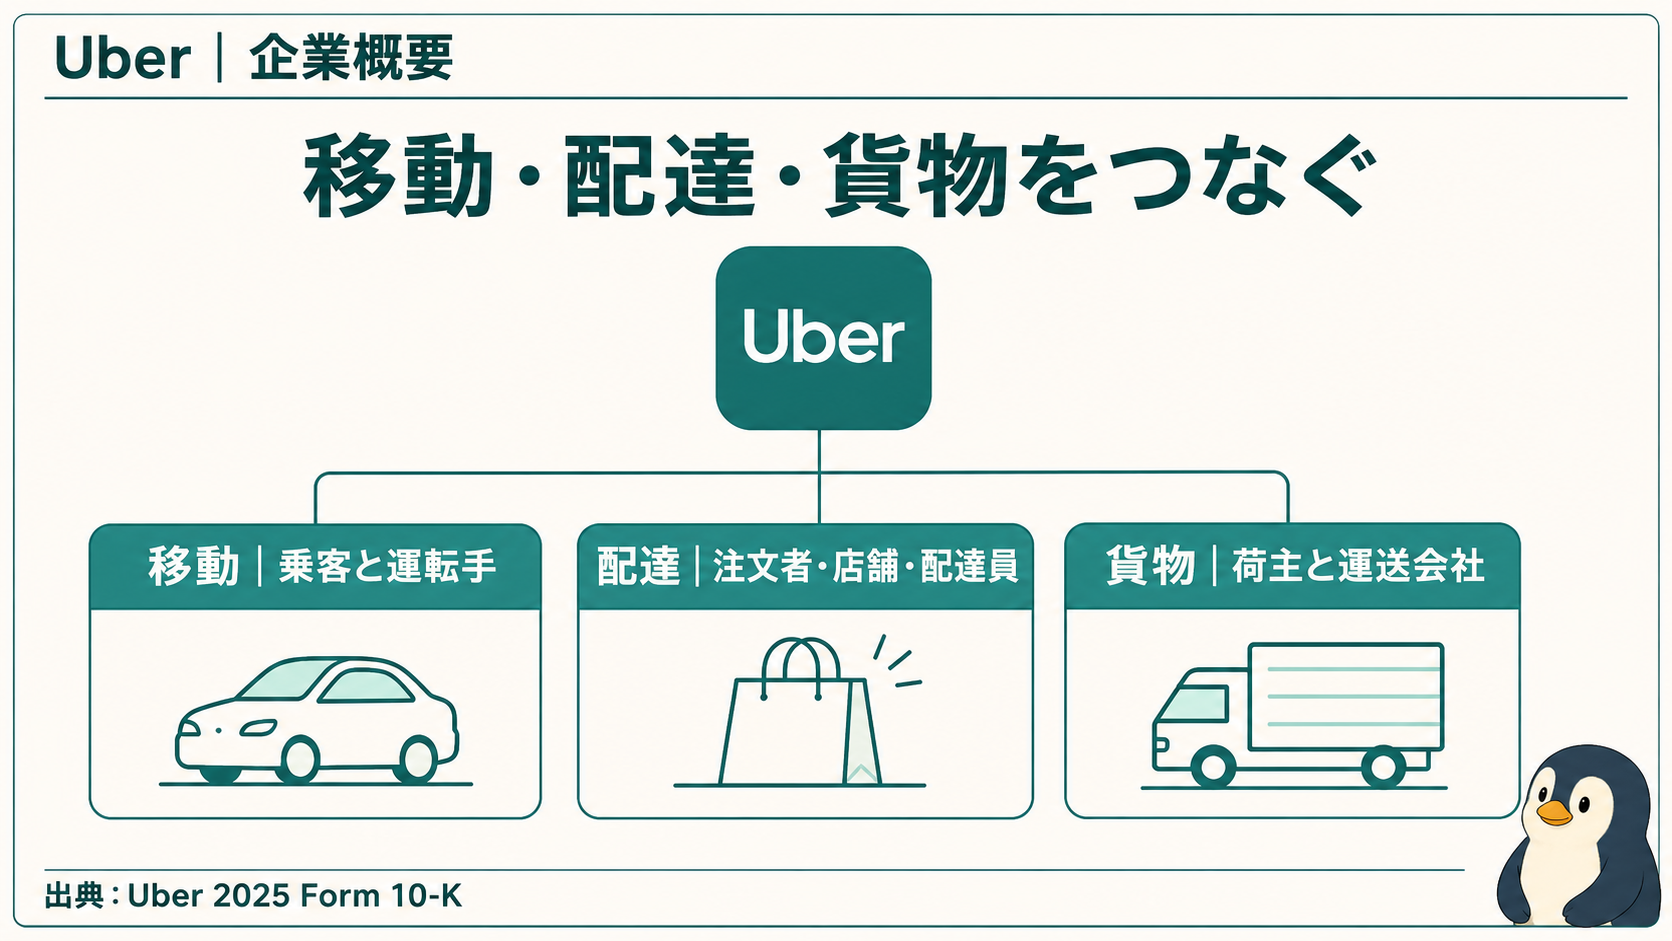 Uber｜企業概要
移動・配達・貨物をつなぐ
Uber
移動｜乗客と運転手
配達｜注文者・店舗・配達員
貨物｜荷主と運送会社
出典：Uber 2025 Form 10-K